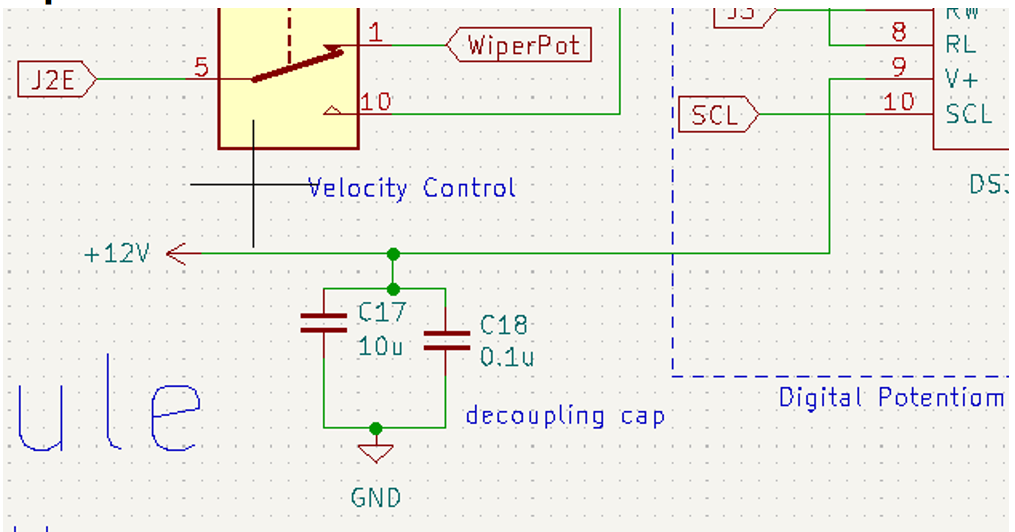 J3
RW
1
WiperPot
8
RL
J2E
5
9
V+
10
SCL
10
SCL
Velocity Control
DS3
+12V
C17
10u
C18
0.1u
ule
Digital Potentiom
decoupling cap
GND